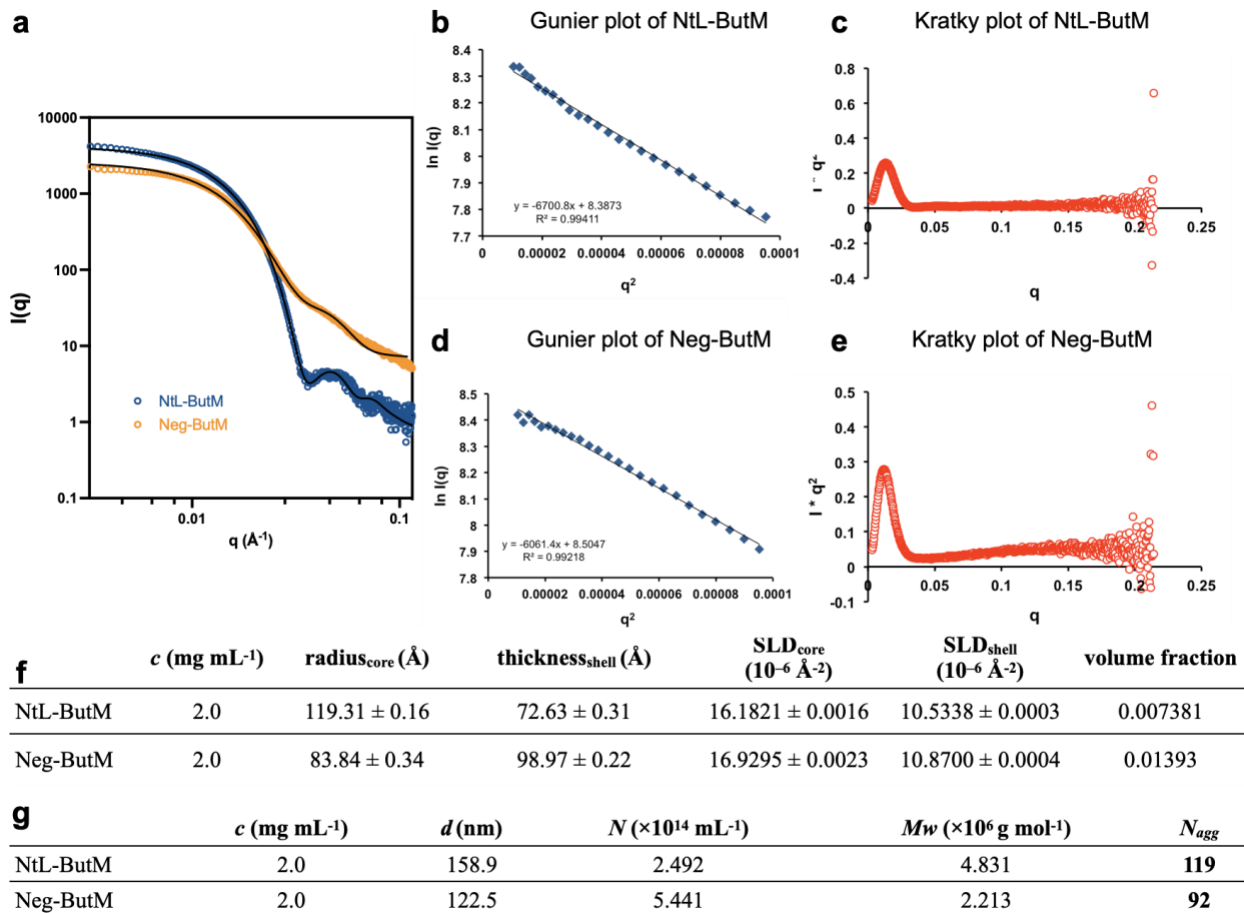 a
10000
1000
100
10
1
0.1
I(q)
0.01
0.1
q (Å⁻¹)
NtL-ButM
Neg-ButM
b
Gunier plot of NtL-ButM
8.4
8.3
8.2
8.1
8
7.9
7.8
7.7
ln I(q)
y = -6700.8x + 8.3873
R² = 0.99411
0
0.00002
0.00004
0.00006
0.00008
0.0001
q²
c
Kratky plot of NtL-ButM
0.8
0.6
0.4
0.2
0
-0.2
-0.4
0
0.05
0.1
0.15
0.2
0.25
q
d
Gunier plot of Neg-ButM
8.5
8.4
8.3
8.2
8.1
8
7.9
7.8
ln I(q)
y = -6061.4x + 8.5047
R² = 0.99218
0
0.00002
0.00004
0.00006
0.00008
0.0001
q²
e
Kratky plot of Neg-ButM
0.5
0.4
0.3
0.2
0.1
0
-0.1
I * q²
0
0.05
0.1
0.15
0.2
0.25
q
f
c (mg mL⁻¹) radius_core (Å) thickness_shell (Å) SLD_core (10⁻⁶ Å⁻²) SLD_shell (10⁻⁶ Å⁻²) volume fraction
NtL-ButM 2.0 119.31 ± 0.16 72.63 ± 0.31 16.1821 ± 0.0016 10.5338 ± 0.0003 0.007381
Neg-ButM 2.0 83.84 ± 0.34 98.97 ± 0.22 16.9295 ± 0.0023 10.8700 ± 0.0004 0.01393
g
c (mg mL⁻¹) d (nm) N (×10¹⁴ mL⁻¹) Mw (×10⁶ g mol⁻¹) N_agg
NtL-ButM 2.0 158.9 2.492 4.831 119
Neg-ButM 2.0 122.5 5.441 2.213 92